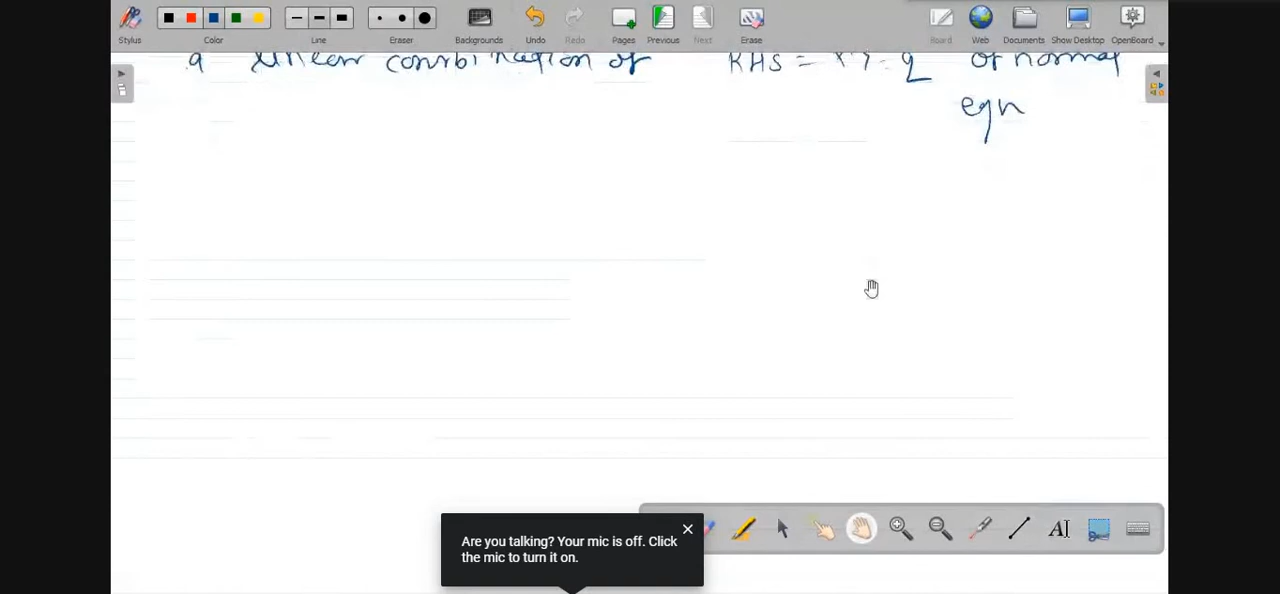 Stylus Color Line Eraser Backgrounds Undo Redo Pages Previous Next Erase Board Web Documents Show Desktop OpenBoard
a linear combination of RHS = X'Y = q of normal
eqn
Are you talking? Your mic is off. Click
the mic to turn it on.
AI